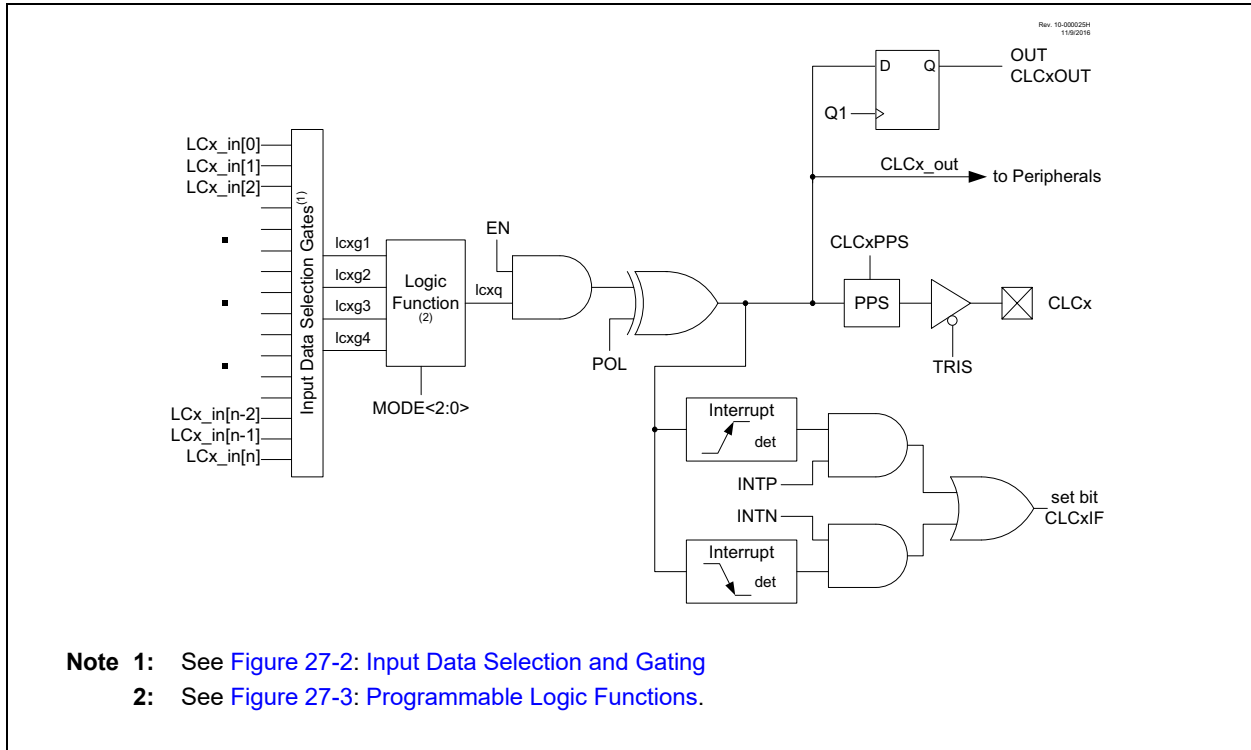 Rev. 10-000025H
11/9/2016
OUT
CLCxOUT
D
Q
Q1
CLCx_out
to Peripherals
LCx_in[0]
LCx_in[1]
LCx_in[2]
LCx_in[n-2]
LCx_in[n-1]
LCx_in[n]
Input Data Selection Gates(1)
lcxg1
lcxg2
lcxg3
lcxg4
Logic
Function
(2)
MODE<2:0>
lcxq
EN
POL
CLCxPPS
PPS
CLCx
TRIS
Interrupt
det
INTP
INTN
Interrupt
det
set bit
CLCxIF
Note 1: See Figure 27-2: Input Data Selection and Gating
2: See Figure 27-3: Programmable Logic Functions.